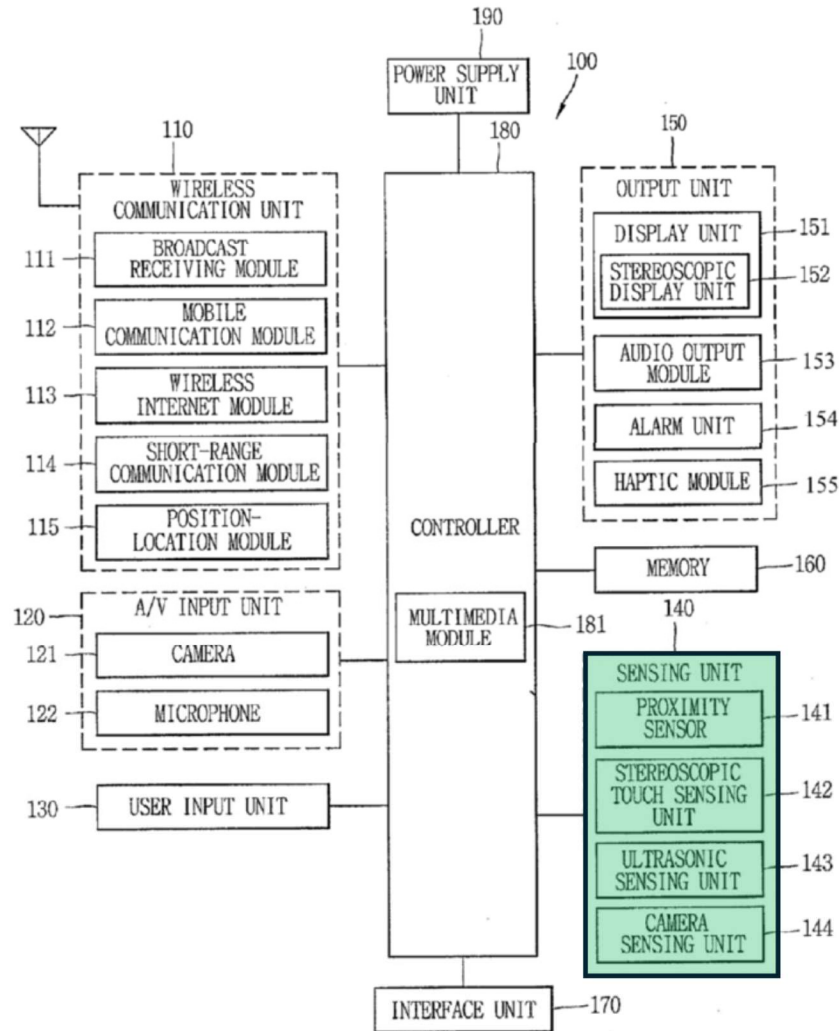 190
POWER SUPPLY
UNIT
100
110
180
150
WIRELESS
COMMUNICATION UNIT
111
BROADCAST
RECEIVING MODULE
112
MOBILE
COMMUNICATION MODULE
113
WIRELESS
INTERNET MODULE
114
SHORT-RANGE
COMMUNICATION MODULE
115
POSITION-
LOCATION MODULE
120
A/V INPUT UNIT
121
CAMERA
122
MICROPHONE
130
USER INPUT UNIT
CONTROLLER
MULTIMEDIA
MODULE
181
OUTPUT UNIT
DISPLAY UNIT
151
STEREOSCOPIC
DISPLAY UNIT
152
AUDIO OUTPUT
MODULE
153
ALARM UNIT
154
HAPTIC MODULE
155
MEMORY
160
140
SENSING UNIT
PROXIMITY
SENSOR
141
STEREOSCOPIC
TOUCH SENSING
UNIT
142
ULTRASONIC
SENSING UNIT
143
CAMERA
SENSING UNIT
144
INTERFACE UNIT
170